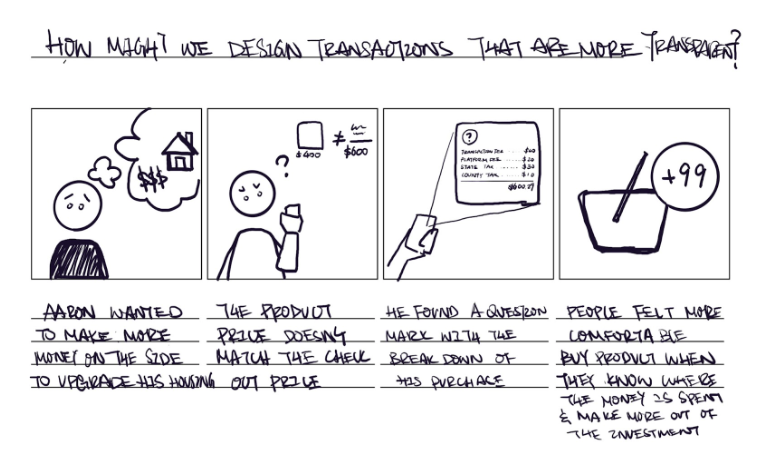 HOW MIGHT WE DESIGN TRANSACTIONS THAT ARE MORE TRANSPARENT?
$$$
?
$400 ≠ $600
?
TRANSACTION FEE ... $00
PLATFORM FEE ..... $20
STATE TAX ..... $30
COUNTY TAX ..... $10
$600.29
+99
AARON WANTED
TO MAKE MORE
MONEY ON THE SIDE
TO UPGRADE HIS HOUSING
THE PRODUCT
PRICE DOESING
MATCH THE CHECK
OUT PRICE
HE FOUND A QUESTION
MARK WITH THE
BREAK DOWN OF
HIS PURCHASE
PEOPLE FELT MORE
COMFORTABLE
BUY PRODUCT WHEN
THEY KNOW WHERE
THE MONEY IS SPENT
& MAKE MORE OUT OF
THE INVESTMENT